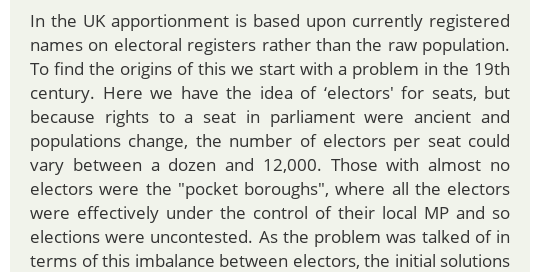 In the UK apportionment is based upon currently registered
names on electoral registers rather than the raw population.
To find the origins of this we start with a problem in the 19th
century. Here we have the idea of ‘electors' for seats, but
because rights to a seat in parliament were ancient and
populations change, the number of electors per seat could
vary between a dozen and 12,000. Those with almost no
electors were the "pocket boroughs", where all the electors
were effectively under the control of their local MP and so
elections were uncontested. As the problem was talked of in
terms of this imbalance between electors, the initial solutions